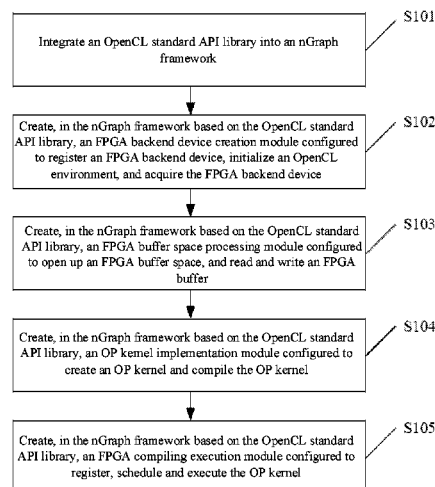 S101
Integrate an OpenCL standard API library into an nGraph
framework
S102
Create, in the nGraph framework based on the OpenCL standard
API library, an FPGA backend device creation module configured
to register an FPGA backend device, initialize an OpenCL
environment, and acquire the FPGA backend device
S103
Create, in the nGraph framework based on the OpenCL standard
API library, an FPGA buffer space processing module configured
to open up an FPGA buffer space, and read and write an FPGA
buffer
S104
Create, in the nGraph framework based on the OpenCL standard
API library, an OP kernel implementation module configured to
create an OP kernel and compile the OP kernel
S105
Create, in the nGraph framework based on the OpenCL standard
API library, an FPGA compiling execution module configured to
register, schedule and execute the OP kernel